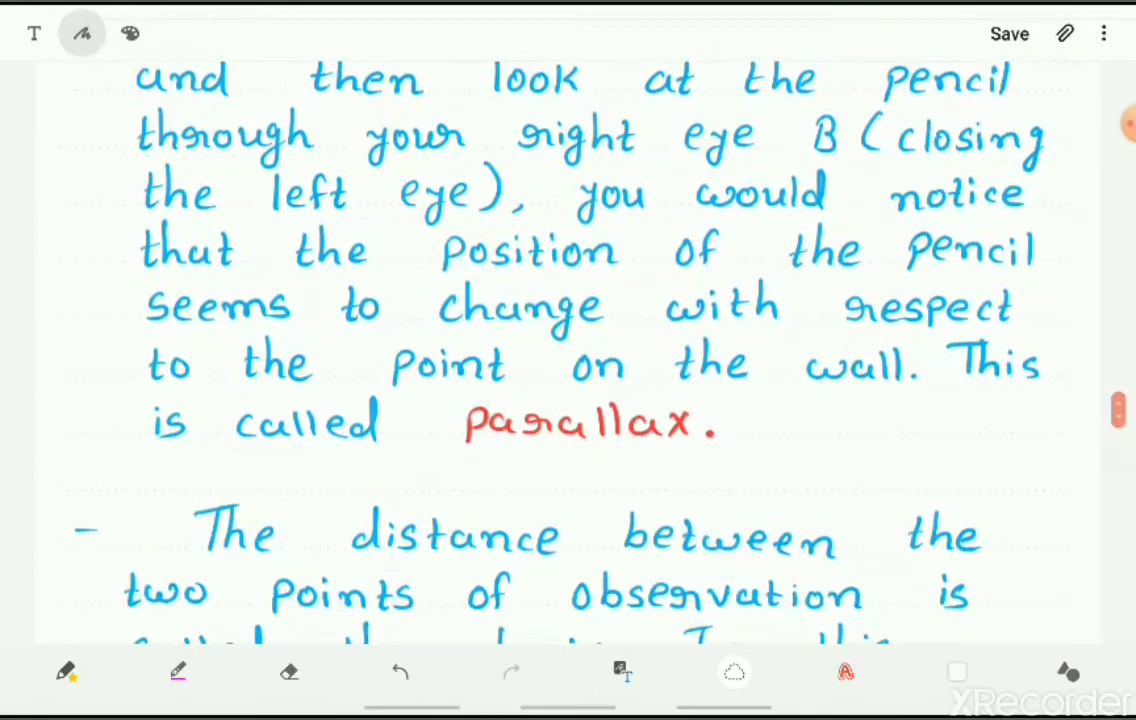 T
Save
and then look at the pencil
through your right eye B (closing
the left eye), you would notice
that the position of the pencil
seems to change with respect
to the point on the wall. This
is called parallax.
- The distance between the
two points of observation is
XRecorder